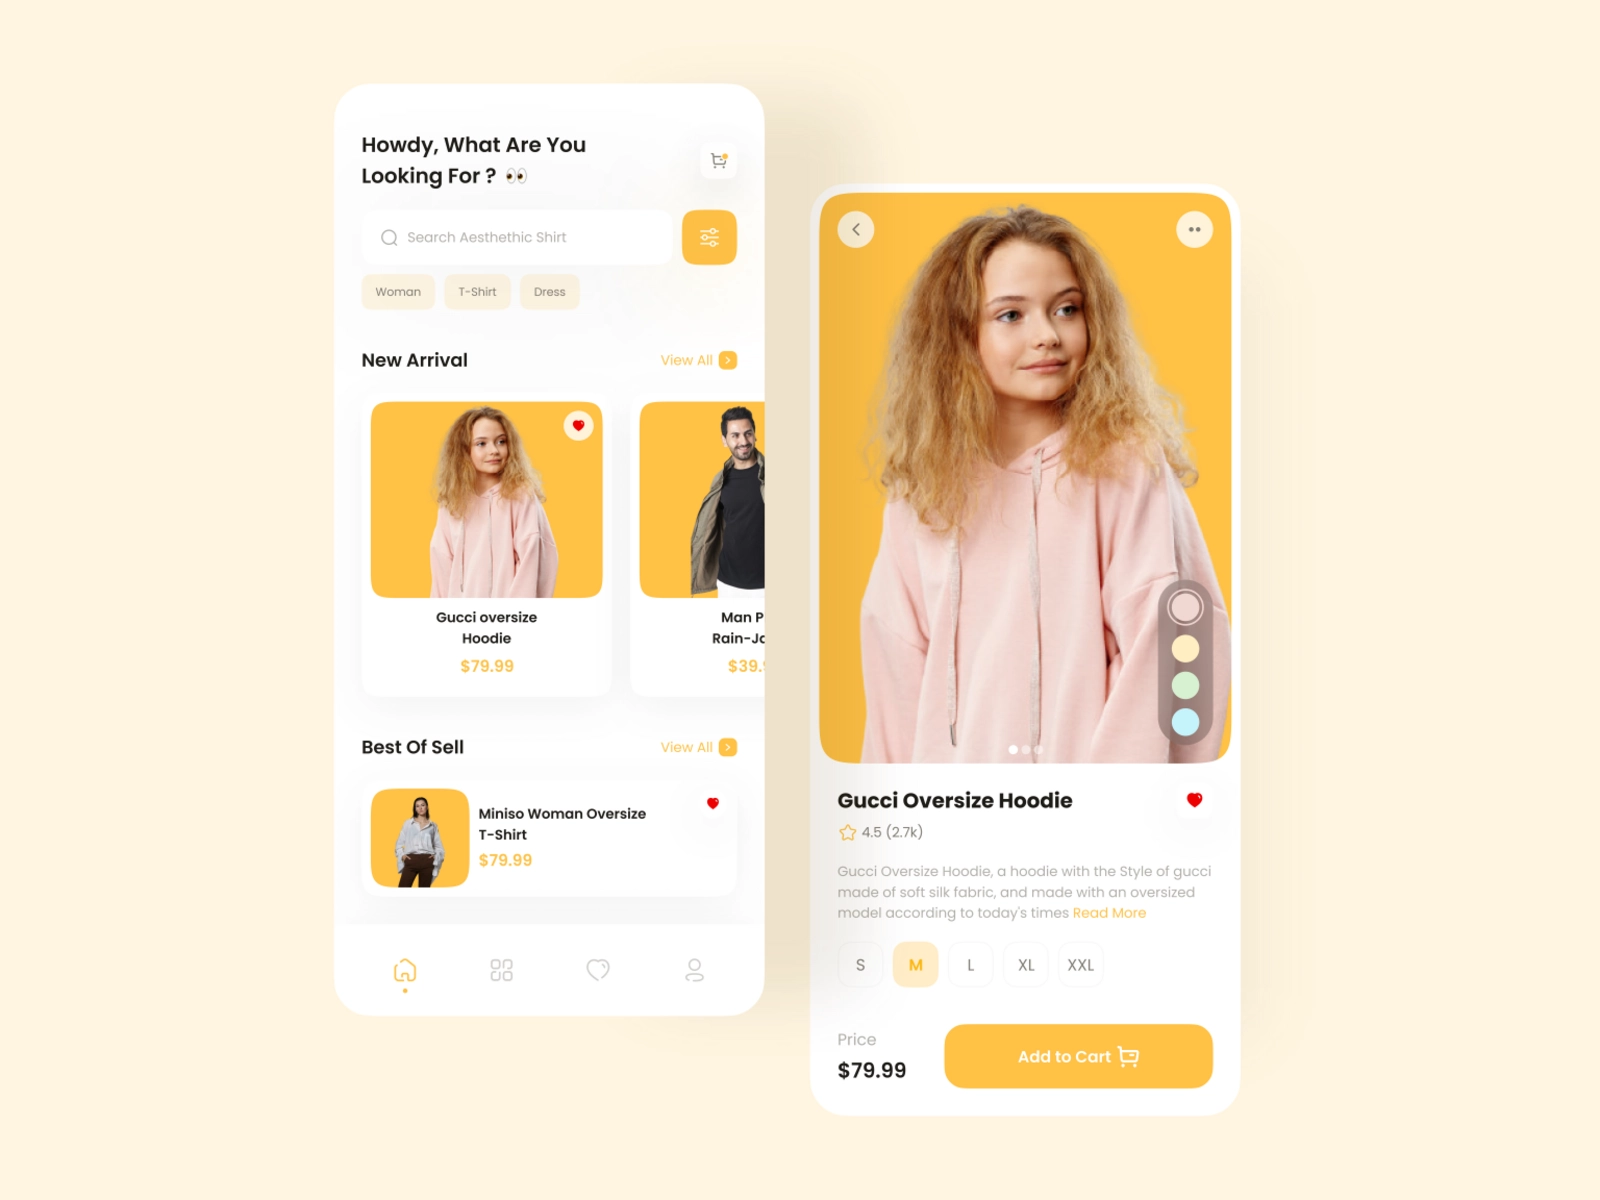 Howdy, What Are You
Looking For ? 👀
Search Aesthethic Shirt
Woman
T-Shirt
Dress
New Arrival
View All
Gucci oversize
Hoodie
$79.99
Man P
Rain-Ja
$39.9
Best Of Sell
View All
Miniso Woman Oversize
T-Shirt
$79.99
Gucci Oversize Hoodie
4.5 (2.7k)
Gucci Oversize Hoodie, a hoodie with the Style of gucci
made of soft silk fabric, and made with an oversized
model according to today's times Read More
S
M
L
XL
XXL
Price
$79.99
Add to Cart